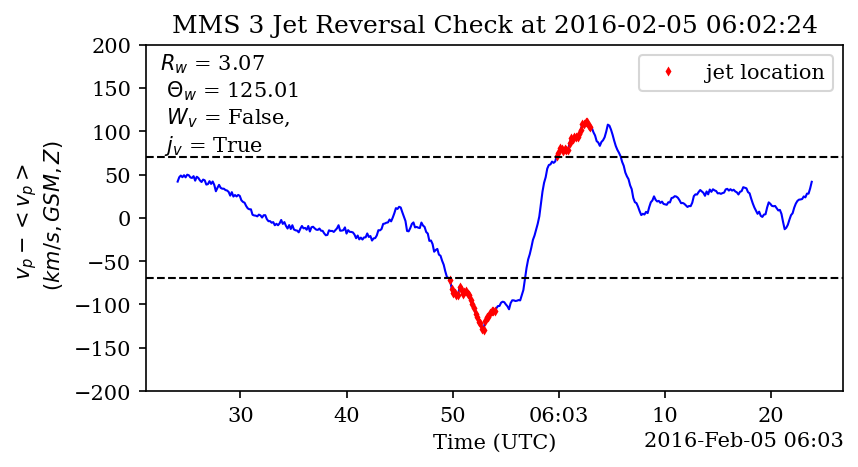 MMS 3 Jet Reversal Check at 2016-02-05 06:02:24
R_w = 3.07
Θ_w = 125.01
W_v = False,
j_v = True
jet location
v_p − < v_p >
(km/s, GSM, Z)
200
150
100
50
0
−50
−100
−150
−200
30 40 50 06:03 10 20
Time (UTC)
2016-Feb-05 06:03